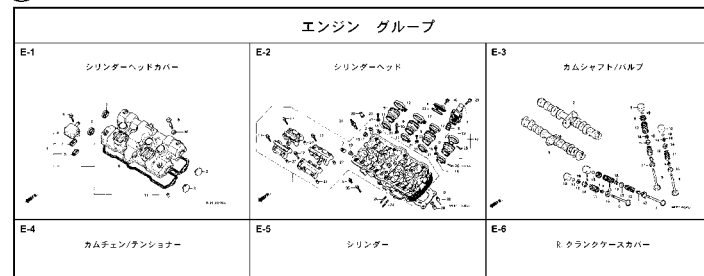 エンジン グループ
E-1
シリンダーヘッドカバー
E-2
シリンダーヘッド
E-3
カムシャフト/バルブ
E-4
カムチェン/テンショナー
E-5
シリンダー
E-6
R. クランクケースカバー